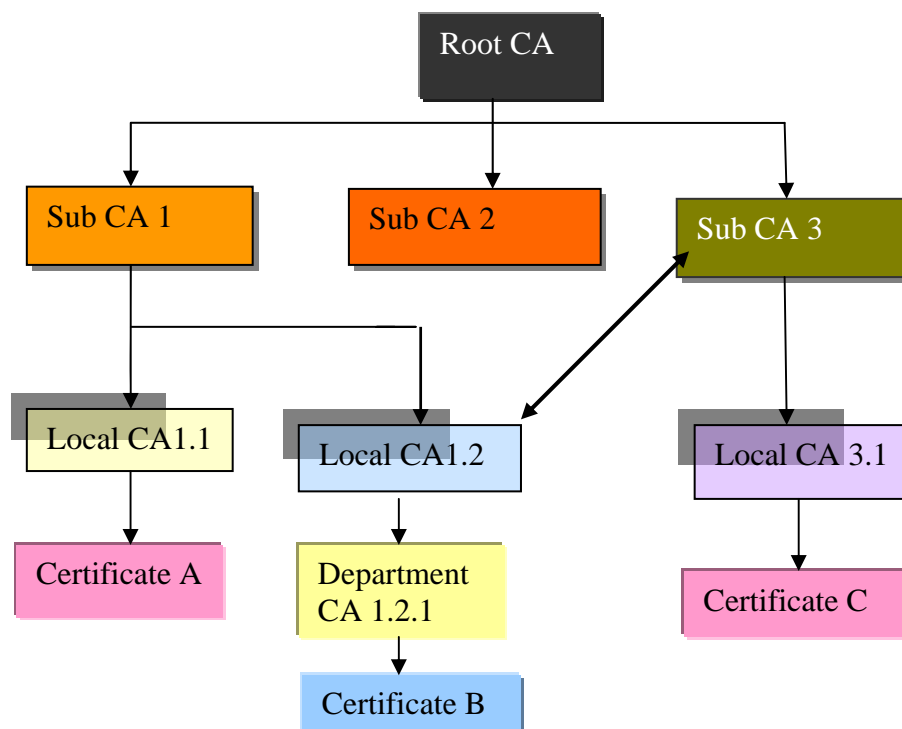 Root CA
Sub CA 1
Sub CA 2
Sub CA 3
Local CA1.1
Local CA1.2
Local CA 3.1
Certificate A
Department
CA 1.2.1
Certificate C
Certificate B